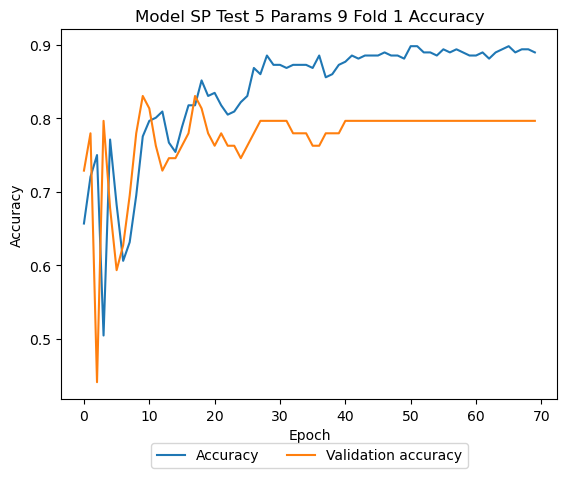 Model SP Test 5 Params 9 Fold 1 Accuracy
0.9
0.8
0.7
0.6
0.5
Accuracy
0 10 20 30 40 50 60 70
Epoch
Accuracy Validation accuracy